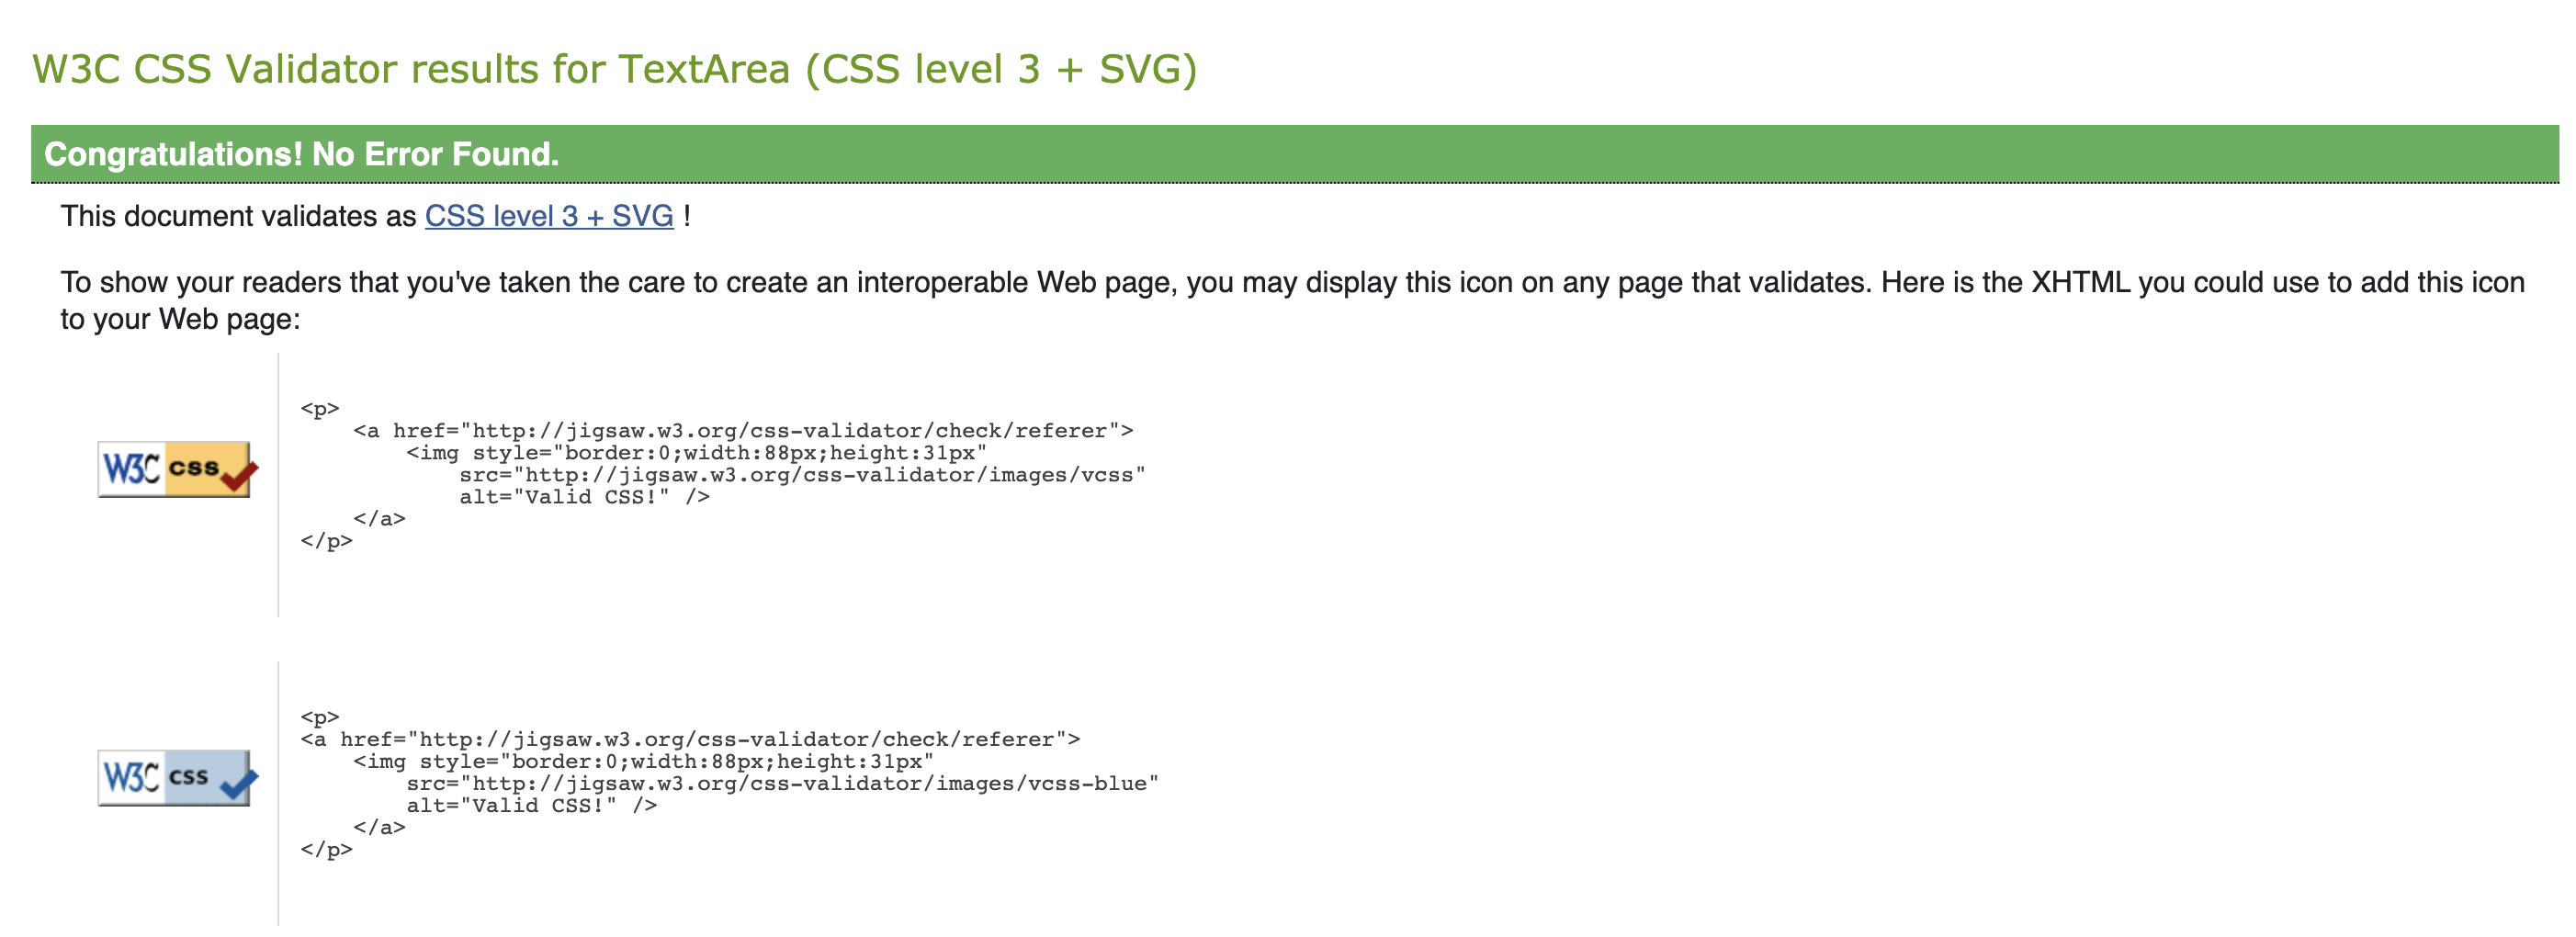 W3C CSS Validator results for TextArea (CSS level 3 + SVG)
Congratulations! No Error Found.
This document validates as CSS level 3 + SVG !
To show your readers that you've taken the care to create an interoperable Web page, you may display this icon on any page that validates. Here is the XHTML you could use to add this icon
to your Web page:
W3C css
<p>
    <a href="http://jigsaw.w3.org/css-validator/check/referer">
        <img style="border:0;width:88px;height:31px"
            src="http://jigsaw.w3.org/css-validator/images/vcss"
            alt="Valid CSS!" />
    </a>
</p>
W3C css
<p>
<a href="http://jigsaw.w3.org/css-validator/check/referer">
    <img style="border:0;width:88px;height:31px"
        src="http://jigsaw.w3.org/css-validator/images/vcss-blue"
        alt="Valid CSS!" />
    </a>
</p>